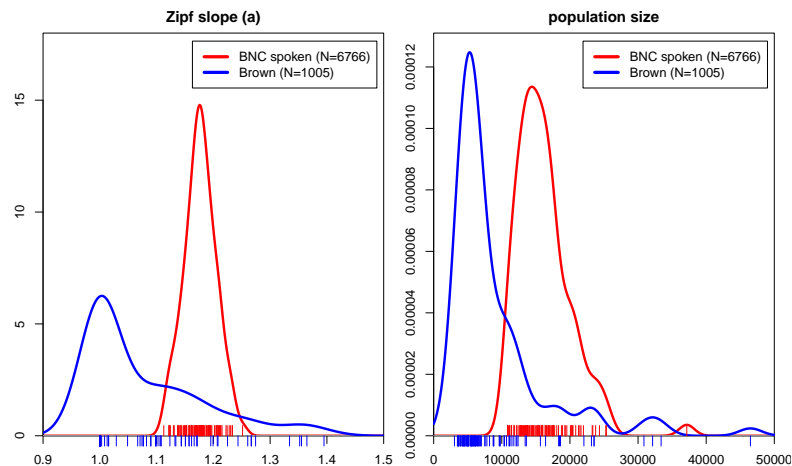 Zipf slope (a)
BNC spoken (N=6766)
Brown (N=1005)
15
10
5
0
0.9 1.0 1.1 1.2 1.3 1.4 1.5
population size
BNC spoken (N=6766)
Brown (N=1005)
0.00012
0.00010
0.00008
0.00006
0.00004
0.00002
0.00000
0 10000 20000 30000 40000 50000